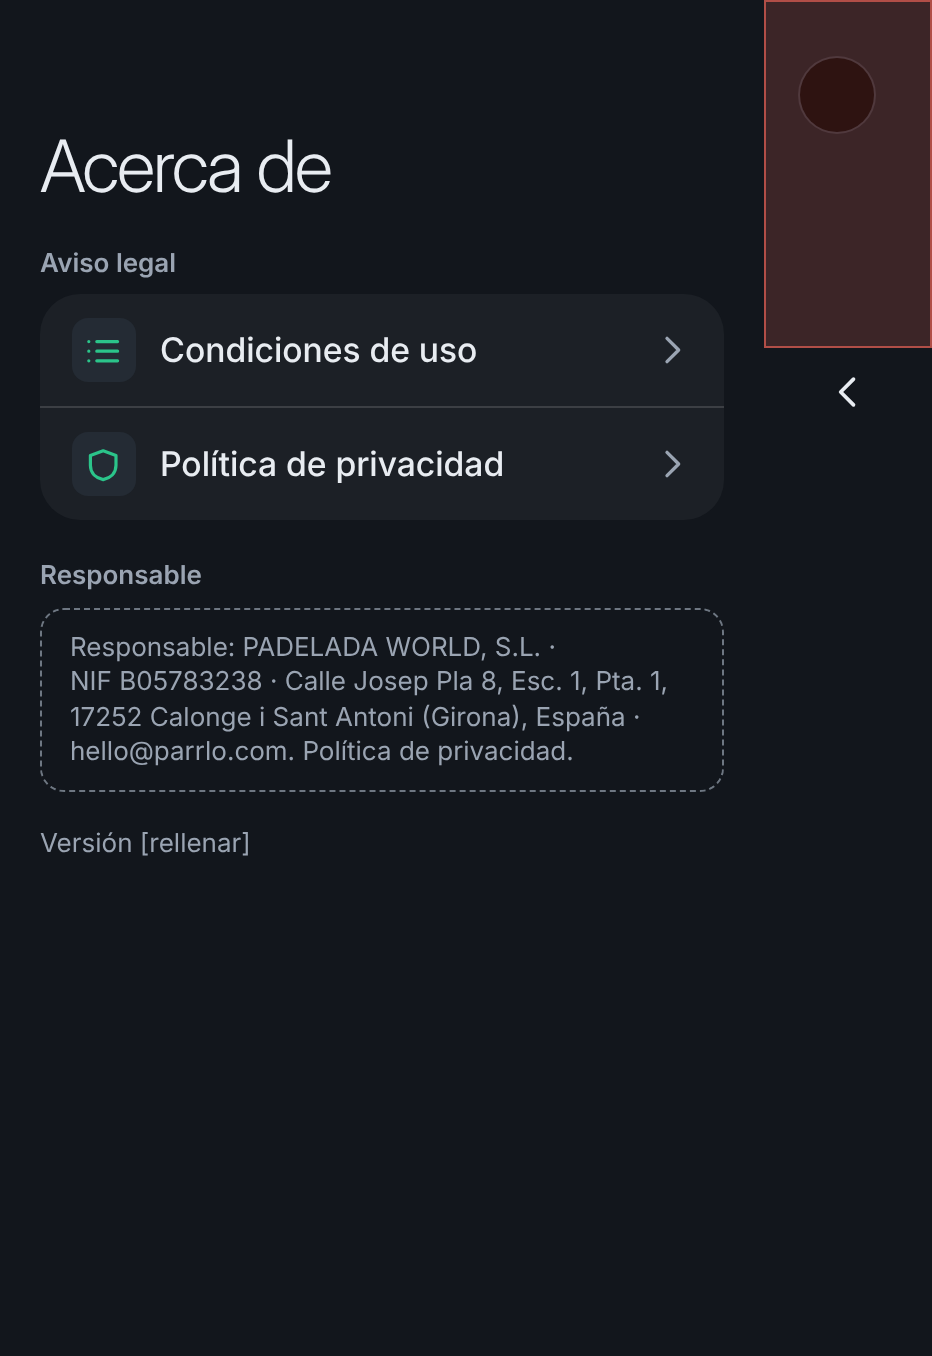 Acerca de
Aviso legal
Condiciones de uso
Política de privacidad
Responsable
Responsable: PADELADA WORLD, S.L. ·
NIF B05783238 · Calle Josep Pla 8, Esc. 1, Pta. 1,
17252 Calonge i Sant Antoni (Girona), España ·
hello@parrlo.com. Política de privacidad.
Versión [rellenar]